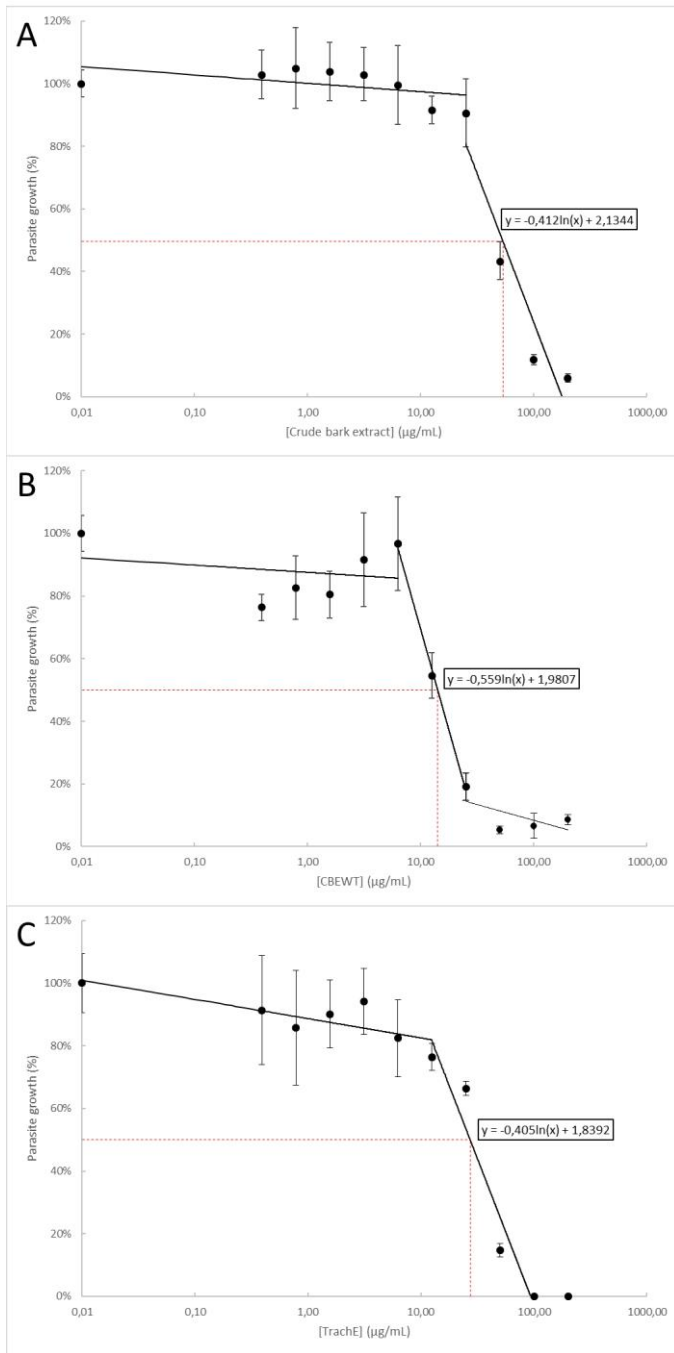 A
120%
100%
80%
60%
40%
20%
0%
Parasite growth (%)
y = -0,412ln(x) + 2,1344
0,01 0,10 1,00 10,00 100,00 1000,00
[Crude bark extract] (µg/mL)
B
120%
100%
80%
60%
40%
20%
0%
Parasite growth (%)
y = -0,559ln(x) + 1,9807
0,01 0,10 1,00 10,00 100,00 1000,00
[CBEWT] (µg/mL)
C
120%
100%
80%
60%
40%
20%
0%
Parasite growth (%)
y = -0,405ln(x) + 1,8392
0,01 0,10 1,00 10,00 100,00 1000,00
[TrachE] (µg/mL)